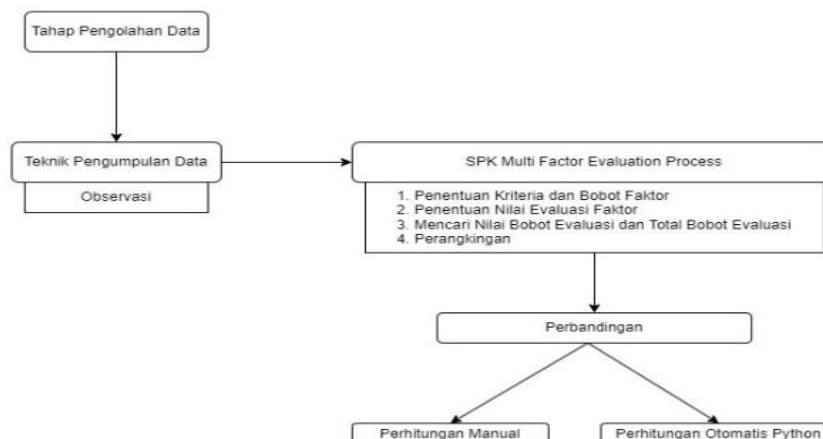 Tahap Pengolahan Data
Teknik Pengumpulan Data
Observasi
SPK Multi Factor Evaluation Process
1. Penentuan Kriteria dan Bobot Faktor
2. Penentuan Nilai Evaluasi Faktor
3. Mencari Nilai Bobot Evaluasi dan Total Bobot Evaluasi
4. Perangkingan
Perbandingan
Perhitungan Manual
Perhitungan Otomatis Python